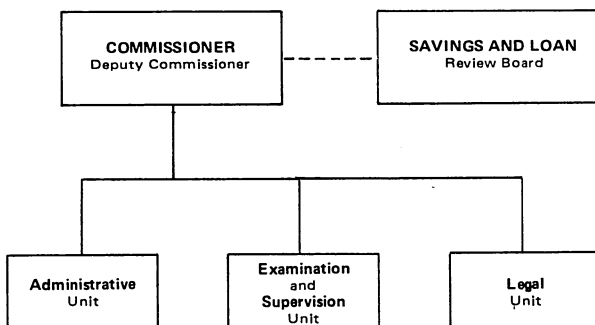 COMMISSIONER
Deputy Commissioner
SAVINGS AND LOAN
Review Board
Administrative
Unit
Examination
and
Supervision
Unit
Legal
Unit